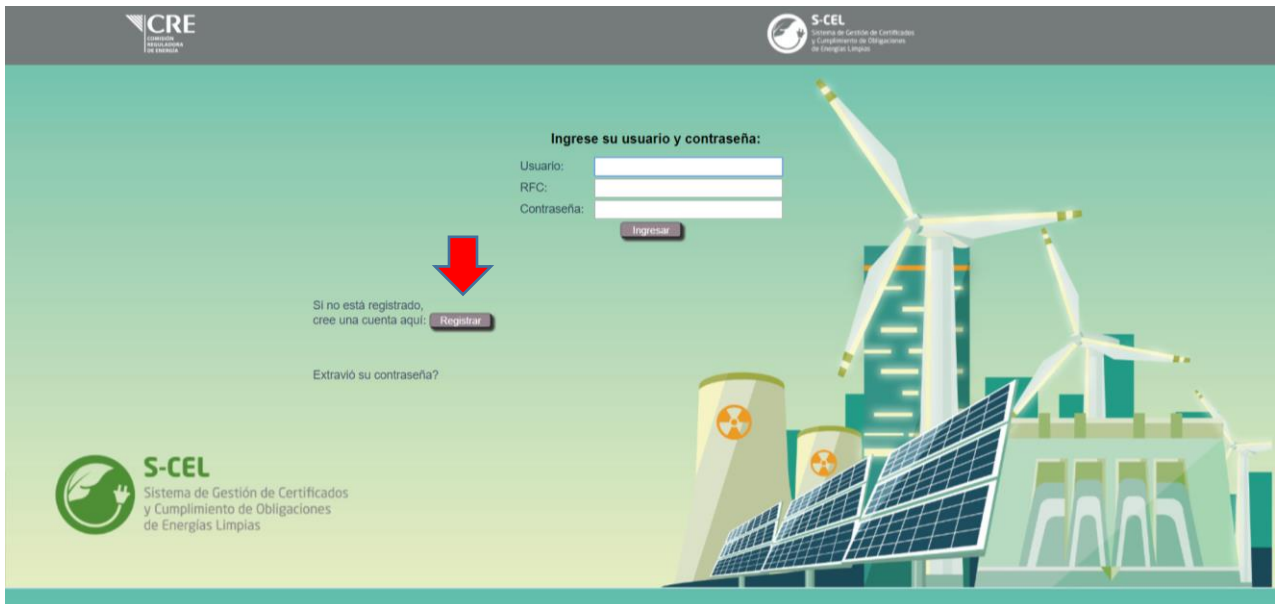 CRE
COMISIÓN
REGULADORA
DE ENERGÍA
S-CEL
Sistema de Gestión de Certificados
y Cumplimiento de Obligaciones
de Energías Limpias
Ingrese su usuario y contraseña:
Usuario:
RFC:
Contraseña:
Ingresar
Si no está registrado,
cree una cuenta aquí: Registrar
Extravió su contraseña?
S-CEL
Sistema de Gestión de Certificados
y Cumplimiento de Obligaciones
de Energías Limpias